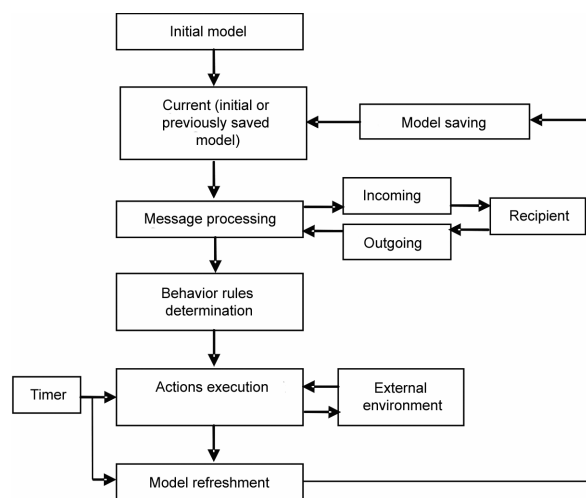 Initial model
Current (initial or
previously saved
model)
Model saving
Incoming
Message processing
Recipient
Outgoing
Behavior rules
determination
Timer
Actions execution
External
environment
Model refreshment